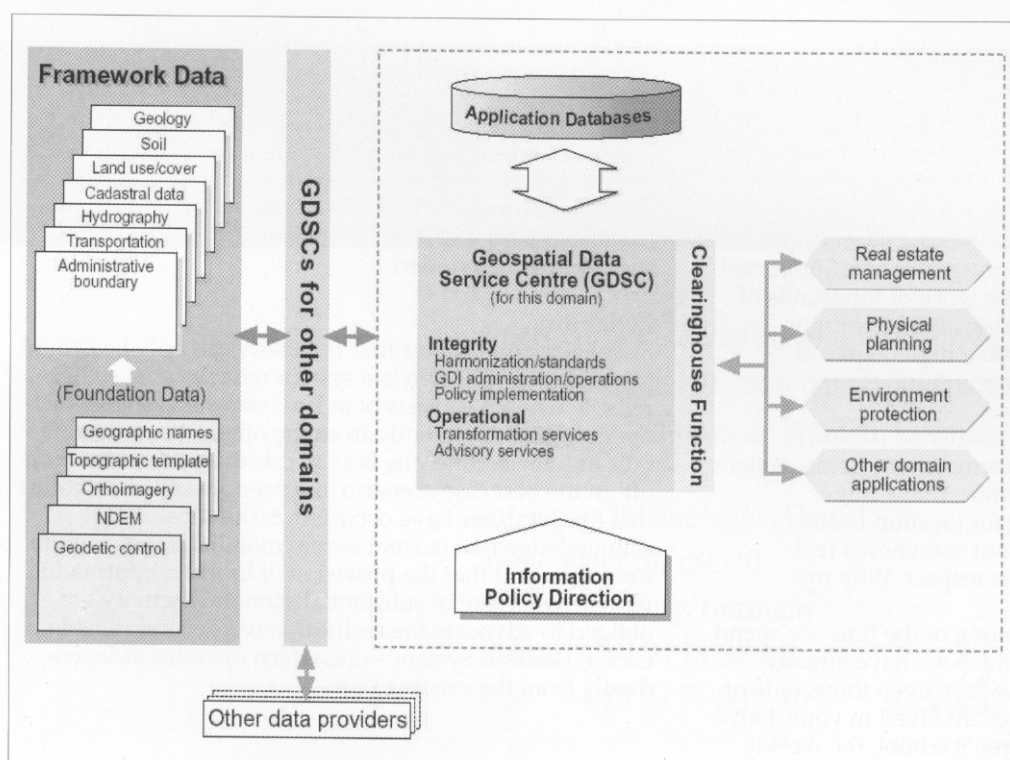 Framework Data
Geology
Soil
Land use/cover
Cadastral data
Hydrography
Transportation
Administrative
boundary
(Foundation Data)
Geographic names
Topographic template
Orthoimagery
NDEM
Geodetic control
GDSCs for other domains
Other data providers
Application Databases
Geospatial Data
Service Centre (GDSC)
(for this domain)
Integrity
Harmonization/standards
GDI administration/operations
Policy implementation
Operational
Transformation services
Advisory services
Clearinghouse Function
Information
Policy Direction
Real estate
management
Physical
planning
Environment
protection
Other domain
applications